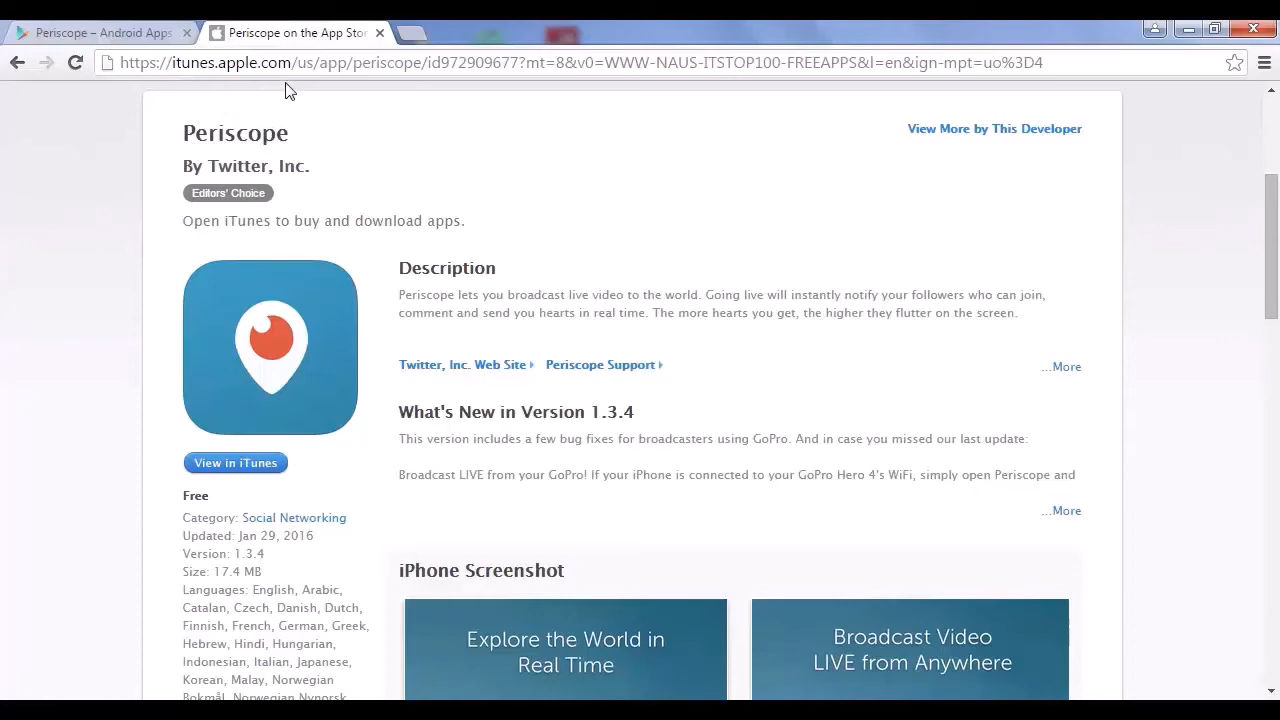 Periscope – Android Apps
Periscope on the App Stor
https://itunes.apple.com/us/app/periscope/id972909677?mt=8&v0=WWW-NAUS-ITSTOP100-FREEAPPS&l=en&ign-mpt=uo%3D4
Periscope
View More by This Developer
By Twitter, Inc.
Editors' Choice
Open iTunes to buy and download apps.
Description
Periscope lets you broadcast live video to the world. Going live will instantly notify your followers who can join,
comment and send you hearts in real time. The more hearts you get, the higher they flutter on the screen.
Twitter, Inc. Web Site
Periscope Support
...More
What's New in Version 1.3.4
This version includes a few bug fixes for broadcasters using GoPro. And in case you missed our last update:
Broadcast LIVE from your GoPro! If your iPhone is connected to your GoPro Hero 4's WiFi, simply open Periscope and
...More
View in iTunes
Free
Category: Social Networking
Updated: Jan 29, 2016
Version: 1.3.4
Size: 17.4 MB
Languages: English, Arabic,
Catalan, Czech, Danish, Dutch,
Finnish, French, German, Greek,
Hebrew, Hindi, Hungarian,
Indonesian, Italian, Japanese,
Korean, Malay, Norwegian
Bokmål, Norwegian Nynorsk,
iPhone Screenshot
Explore the World in
Real Time
Broadcast Video
LIVE from Anywhere